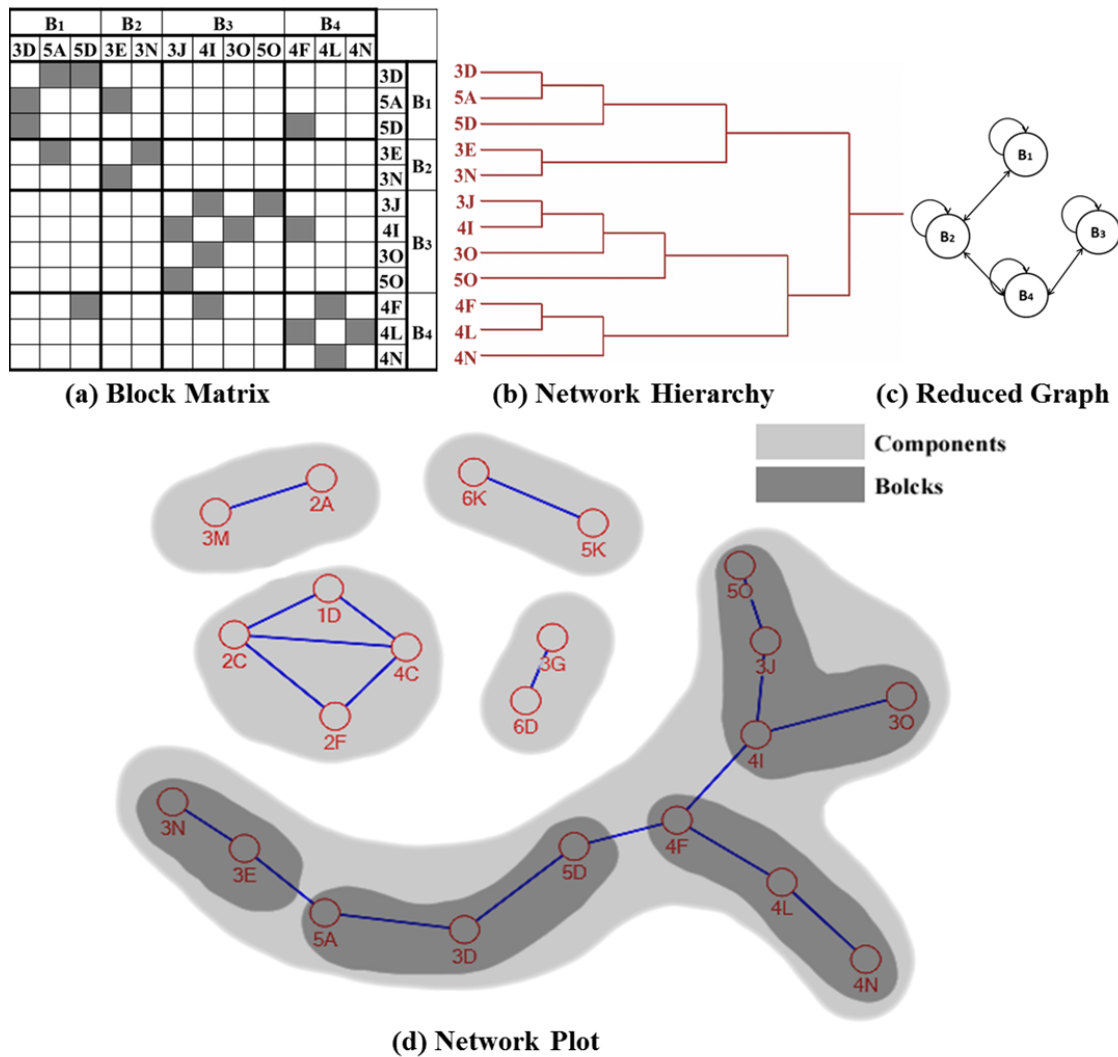 B1 B2 B3 B4
3D 5A 5D 3E 3N 3J 4I 3O 5O 4F 4L 4N
3D
5A B1
5D
3E B2
3N
3J
4I B3
3O
5O
4F
4L B4
4N
(a) Block Matrix
3D
5A
5D
3E
3N
3J
4I
3O
5O
4F
4L
4N
(b) Network Hierarchy
B1
B2 B3
B4
(c) Reduced Graph
Components
Bolcks
2A
3M
6K
5K
1D
2C
4C
2F
3G
6D
5O
3J
4I
3O
3N
3E
5A
3D
5D
4F
4L
4N
(d) Network Plot